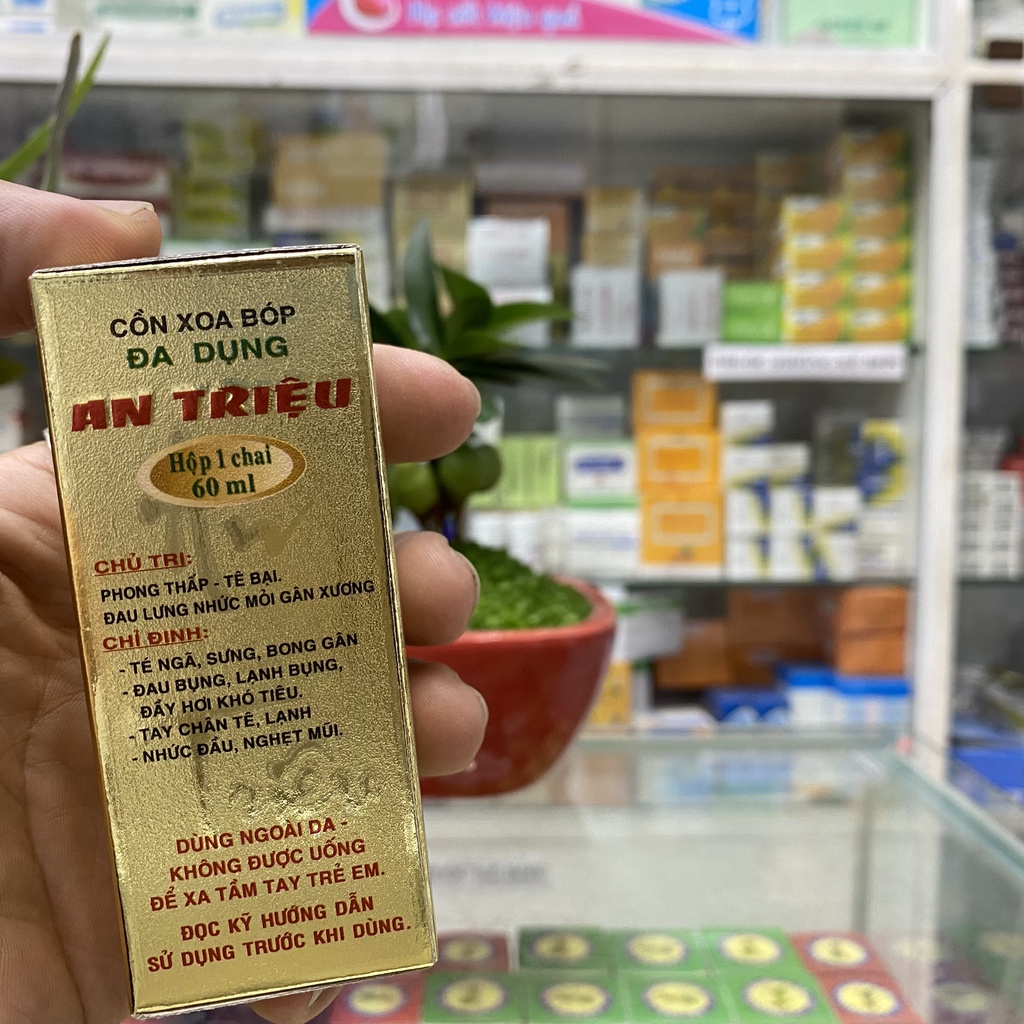 CỒN XOA BÓP
ĐA DỤNG
AN TRIỆU
Hộp 1 chai
60 ml
CHỦ TRỊ:
PHONG THẤP - TÊ BẠI.
ĐAU LƯNG NHỨC MỎI GÂN XƯƠNG
CHỈ ĐỊNH:
- TÉ NGÃ, SƯNG, BONG GÂN
- ĐAU BỤNG, LẠNH BỤNG,
ĐẦY HƠI KHÓ TIÊU.
- TAY CHÂN TÊ, LẠNH
- NHỨC ĐẦU, NGHẸT MŨI.
DÙNG NGOÀI DA -
KHÔNG ĐƯỢC UỐNG
ĐỂ XA TẦM TAY TRẺ EM.
ĐỌC KỸ HƯỚNG DẪN
SỬ DỤNG TRƯỚC KHI DÙNG.